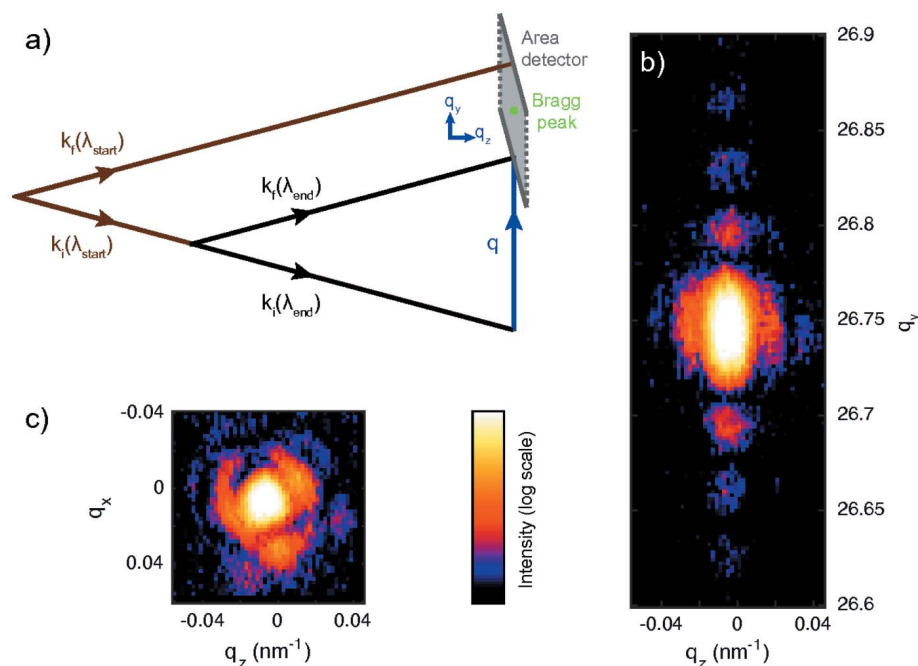 a)
Area
detector
Bragg
peak
q_y
q_z
k_f(λ_start)
k_i(λ_start)
k_f(λ_end)
k_i(λ_end)
q
b)
26.9
26.85
26.8
26.75
26.7
26.65
26.6
q_y
-0.04
0
0.04
q_z (nm⁻¹)
c)
-0.04
0
0.04
q_x
-0.04
0
0.04
q_z (nm⁻¹)
Intensity (log scale)